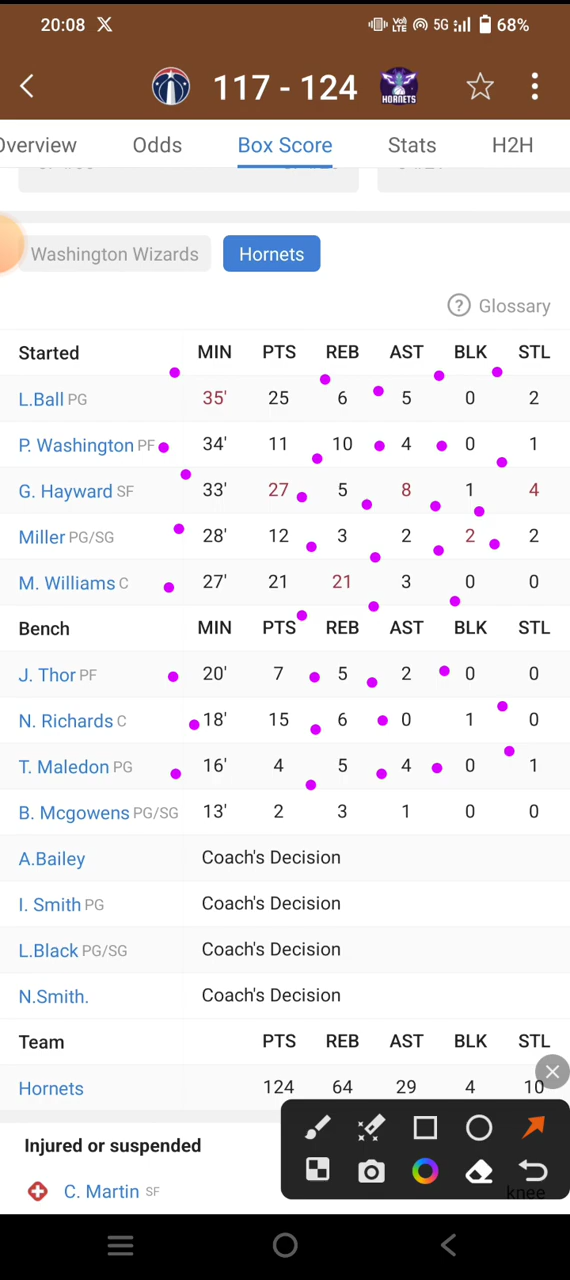 20:08 X Vo) LTE 5G 68%
117 - 124 HORNETS
Overview Odds Box Score Stats H2H
Washington Wizards Hornets
? Glossary
Started MIN PTS REB AST BLK STL
L.Ball PG 35' 25 6 5 0 2
P. Washington PF 34' 11 10 4 0 1
G. Hayward SF 33' 27 5 8 1 4
Miller PG/SG 28' 12 3 2 2 2
M. Williams C 27' 21 21 3 0 0
Bench MIN PTS REB AST BLK STL
J. Thor PF 20' 7 5 2 0 0
N. Richards C 18' 15 6 0 1 0
T. Maledon PG 16' 4 5 4 0 1
B. Mcgowens PG/SG 13' 2 3 1 0 0
A.Bailey Coach's Decision
I. Smith PG Coach's Decision
L.Black PG/SG Coach's Decision
N.Smith. Coach's Decision
Team PTS REB AST BLK STL
Hornets 124 64 29 4 10
Injured or suspended
C. Martin SF knee